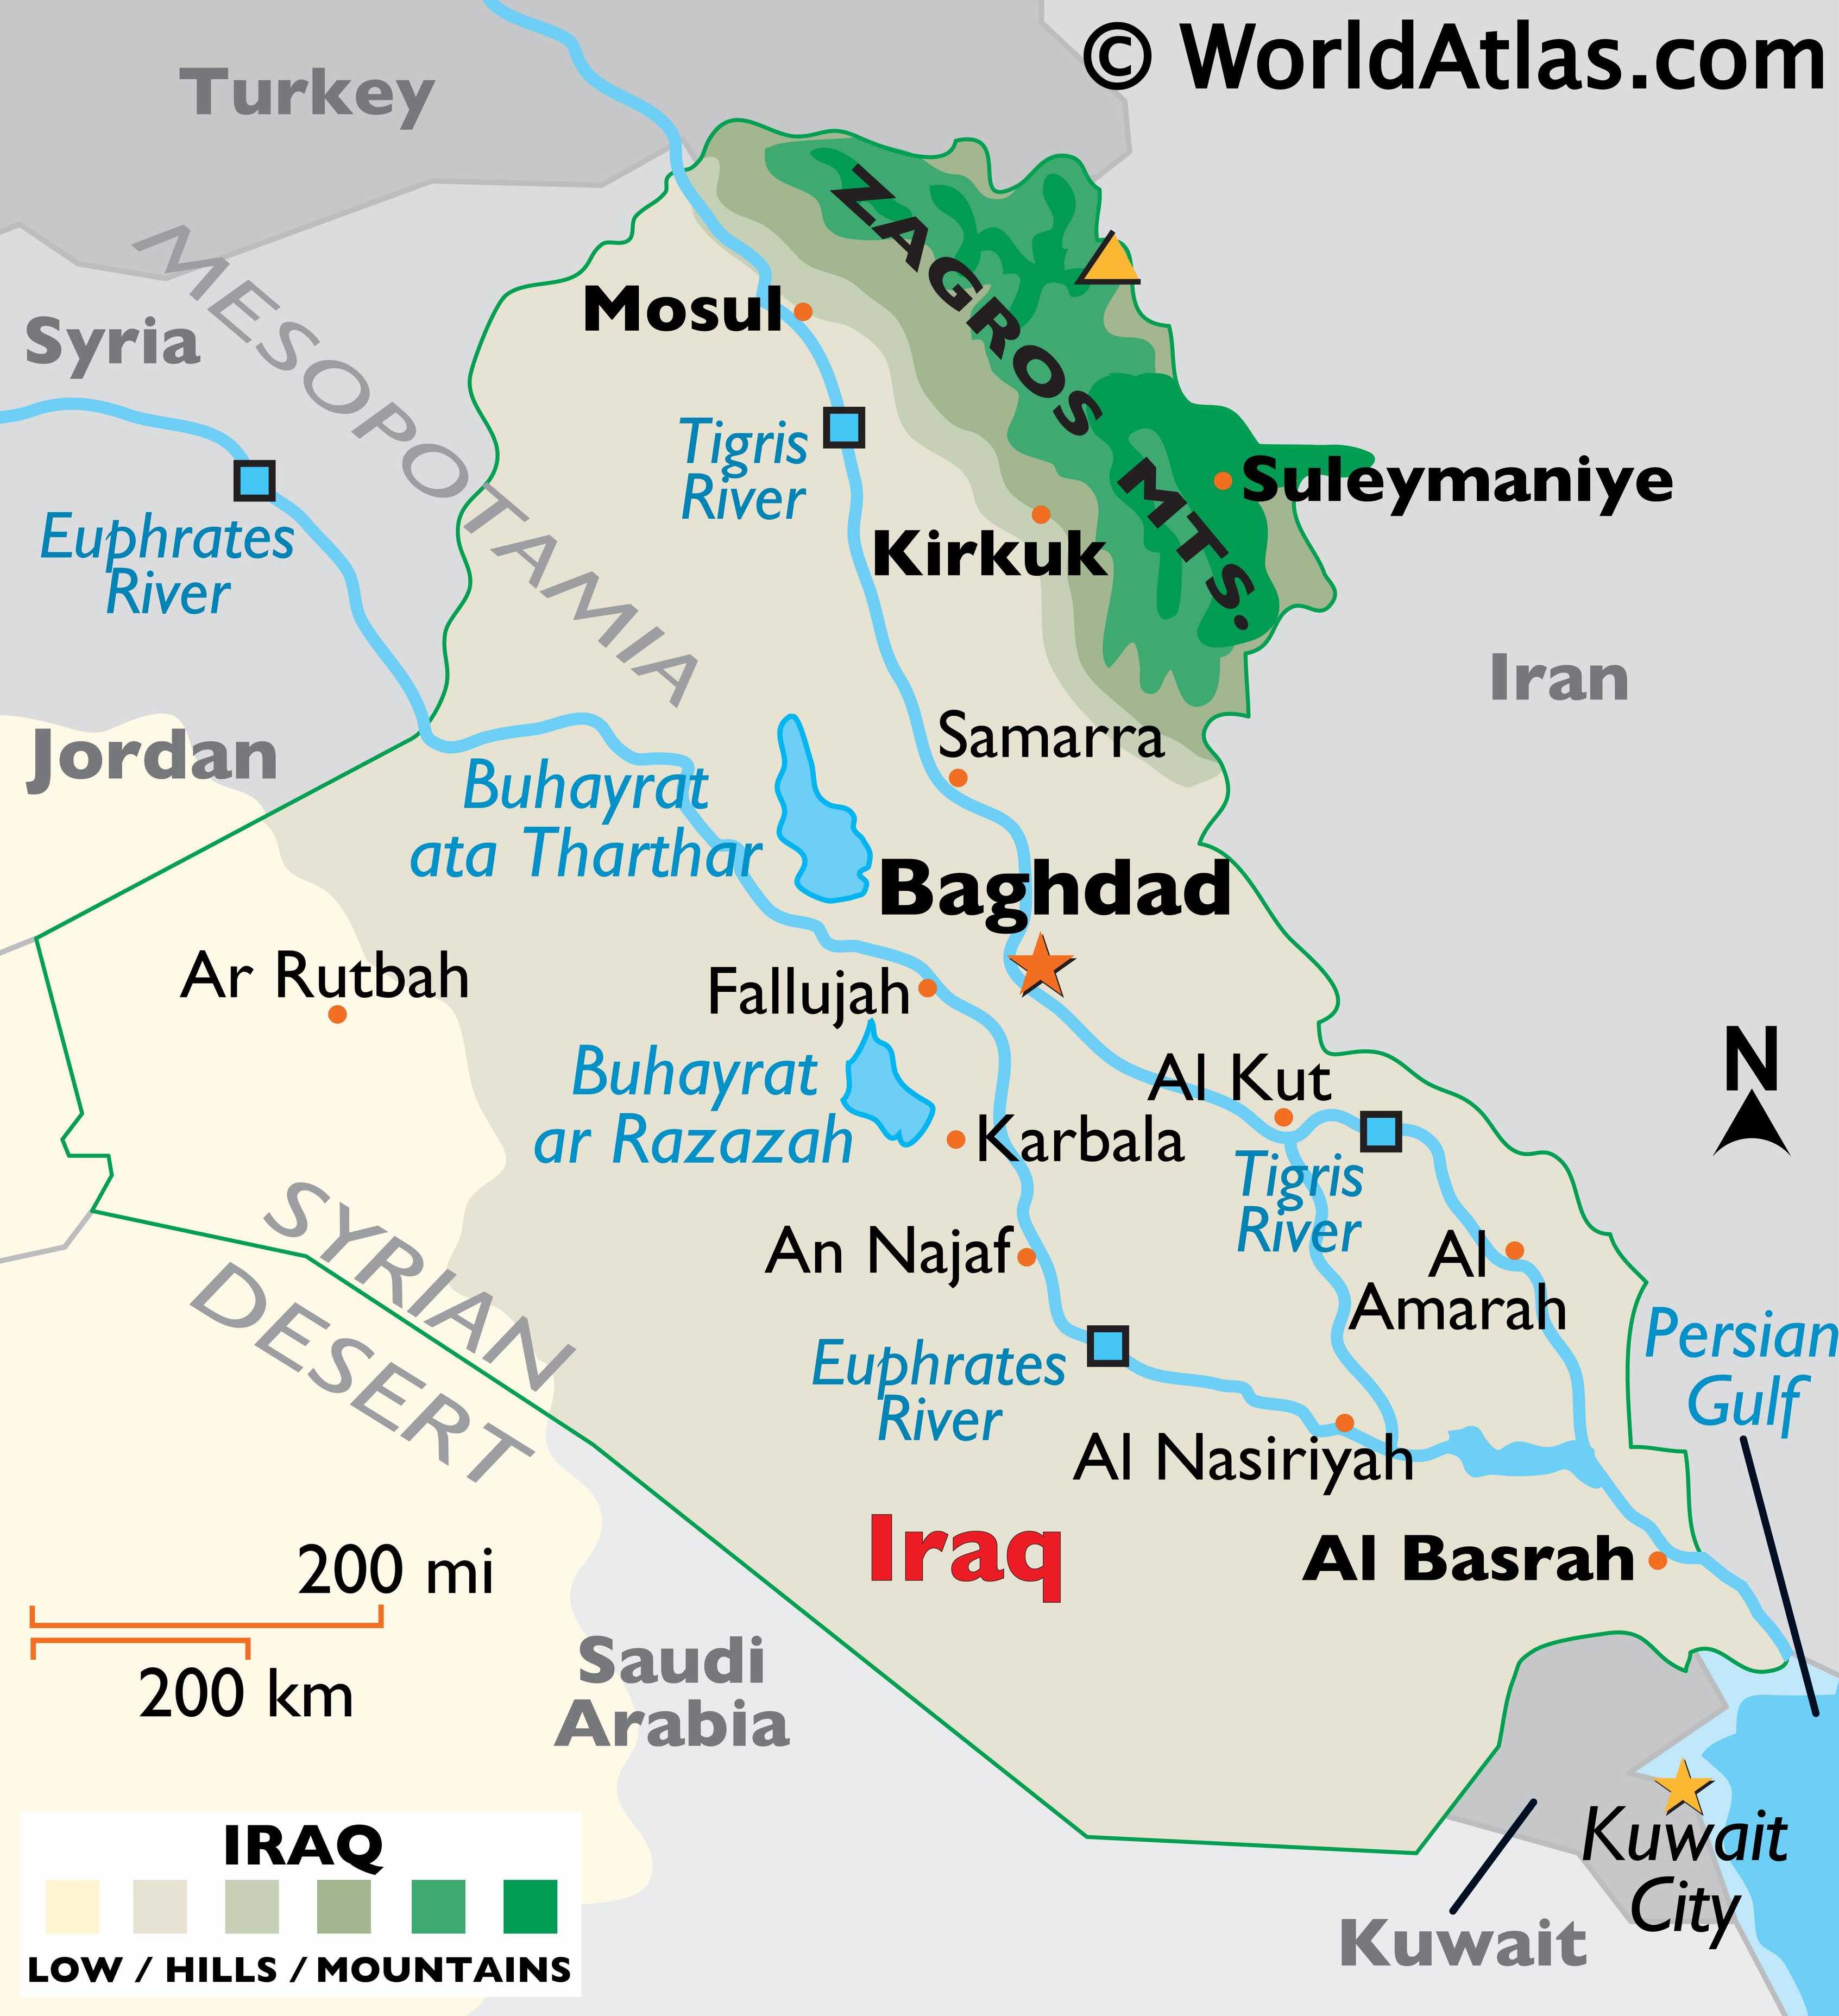 © WorldAtlas.com
Turkey
MESOPOTAMIA
Syria
ZAGROS MTS.
Mosul
Tigris
River
Suleymaniye
Euphrates
River
Kirkuk
Iran
Samarra
Jordan
Buhayrat
ata Tharthar
Baghdad
Ar Rutbah
Fallujah
N
Buhayrat
ar Razazah
Al Kut
Karbala
Tigris
River
SYRIAN
DESERT
An Najaf
Al
Amarah
Persian
Gulf
Euphrates
River
Al Nasiriyah
Iraq
Al Basrah
200 mi
200 km
Saudi
Arabia
Kuwait
City
Kuwait
IRAQ
LOW / HILLS / MOUNTAINS